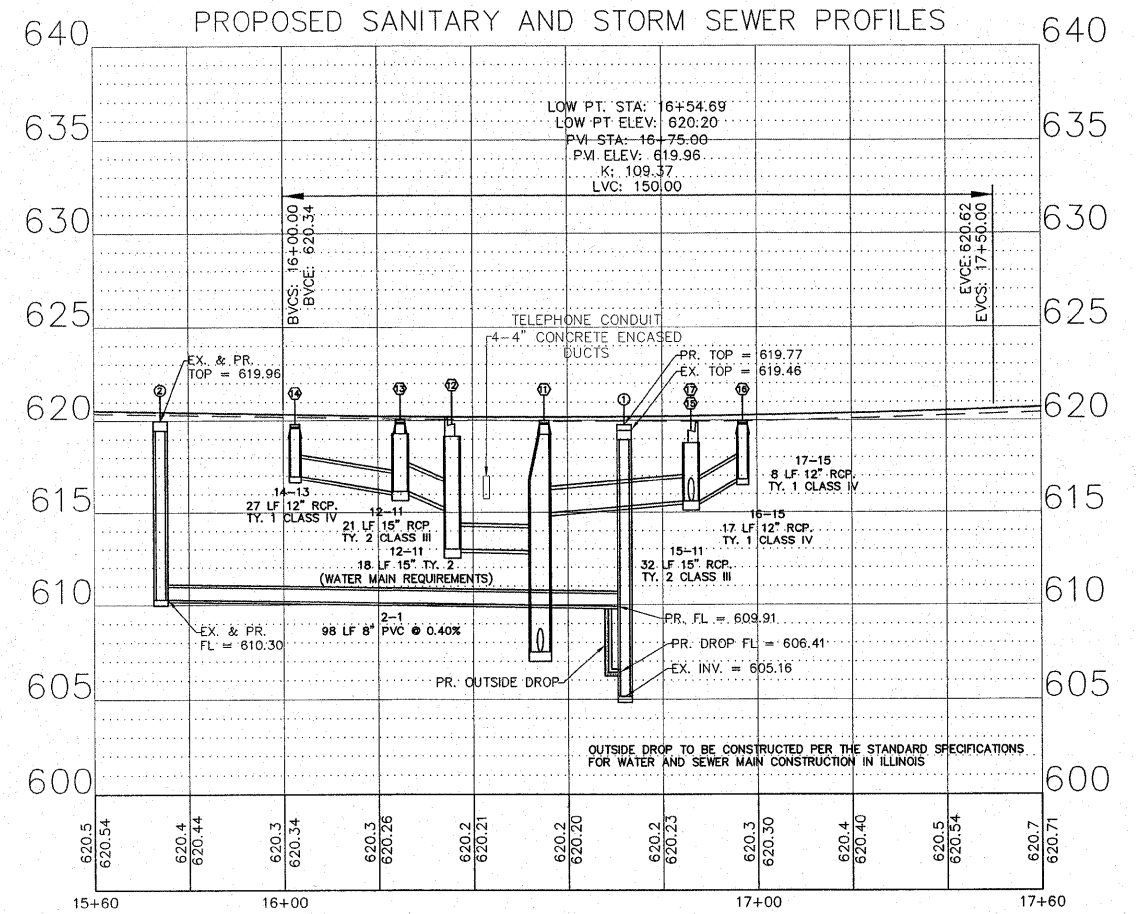 PROPOSED SANITARY AND STORM SEWER PROFILES
640
640
LOW PT. STA: 16+54.69
LOW PT ELEV: 620.20
635
635
PVI STA: 16+75.00
PVI ELEV: 619.96
K: 109.37
LVC: 150.00
630
630
BVCS: 16+00.00
BVCE: 620.34
EVCE: 620.62
EVCS: 17+50.00
625
625
TELEPHONE CONDUIT
4-4" CONCRETE ENCASED
DUCTS
EX. & PR.
TOP = 619.96
PR. TOP = 619.77
EX. TOP = 619.46
2
14
13
12
11
1
17
15
16
620
620
17-15
8 LF 12" RCP.
TY. 1 CLASS IV
14-13
27 LF 12" RCP.
TY. 1 CLASS IV
615
615
12-11
21 LF 15" RCP
TY. 2 CLASS III
16-15
17 LF 12" RCP.
TY. 1 CLASS IV
12-11
18 LF 15" TY. 2
(WATER MAIN REQUIREMENTS)
15-11
32 LF 15" RCP.
TY. 2 CLASS III
610
610
2-1
98 LF 8" PVC @ 0.40%
EX. & PR.
FL = 610.30
PR. FL = 609.91
PR. DROP FL = 606.41
PR. OUTSIDE DROP
EX. INV. = 605.16
605
605
OUTSIDE DROP TO BE CONSTRUCTED PER THE STANDARD SPECIFICATIONS
FOR WATER AND SEWER MAIN CONSTRUCTION IN ILLINOIS
600
600
620.5
620.54
620.4
620.44
620.3
620.34
620.3
620.26
620.2
620.21
620.2
620.20
620.2
620.23
620.3
620.30
620.4
620.40
620.5
620.54
620.7
620.71
15+60
16+00
17+00
17+60